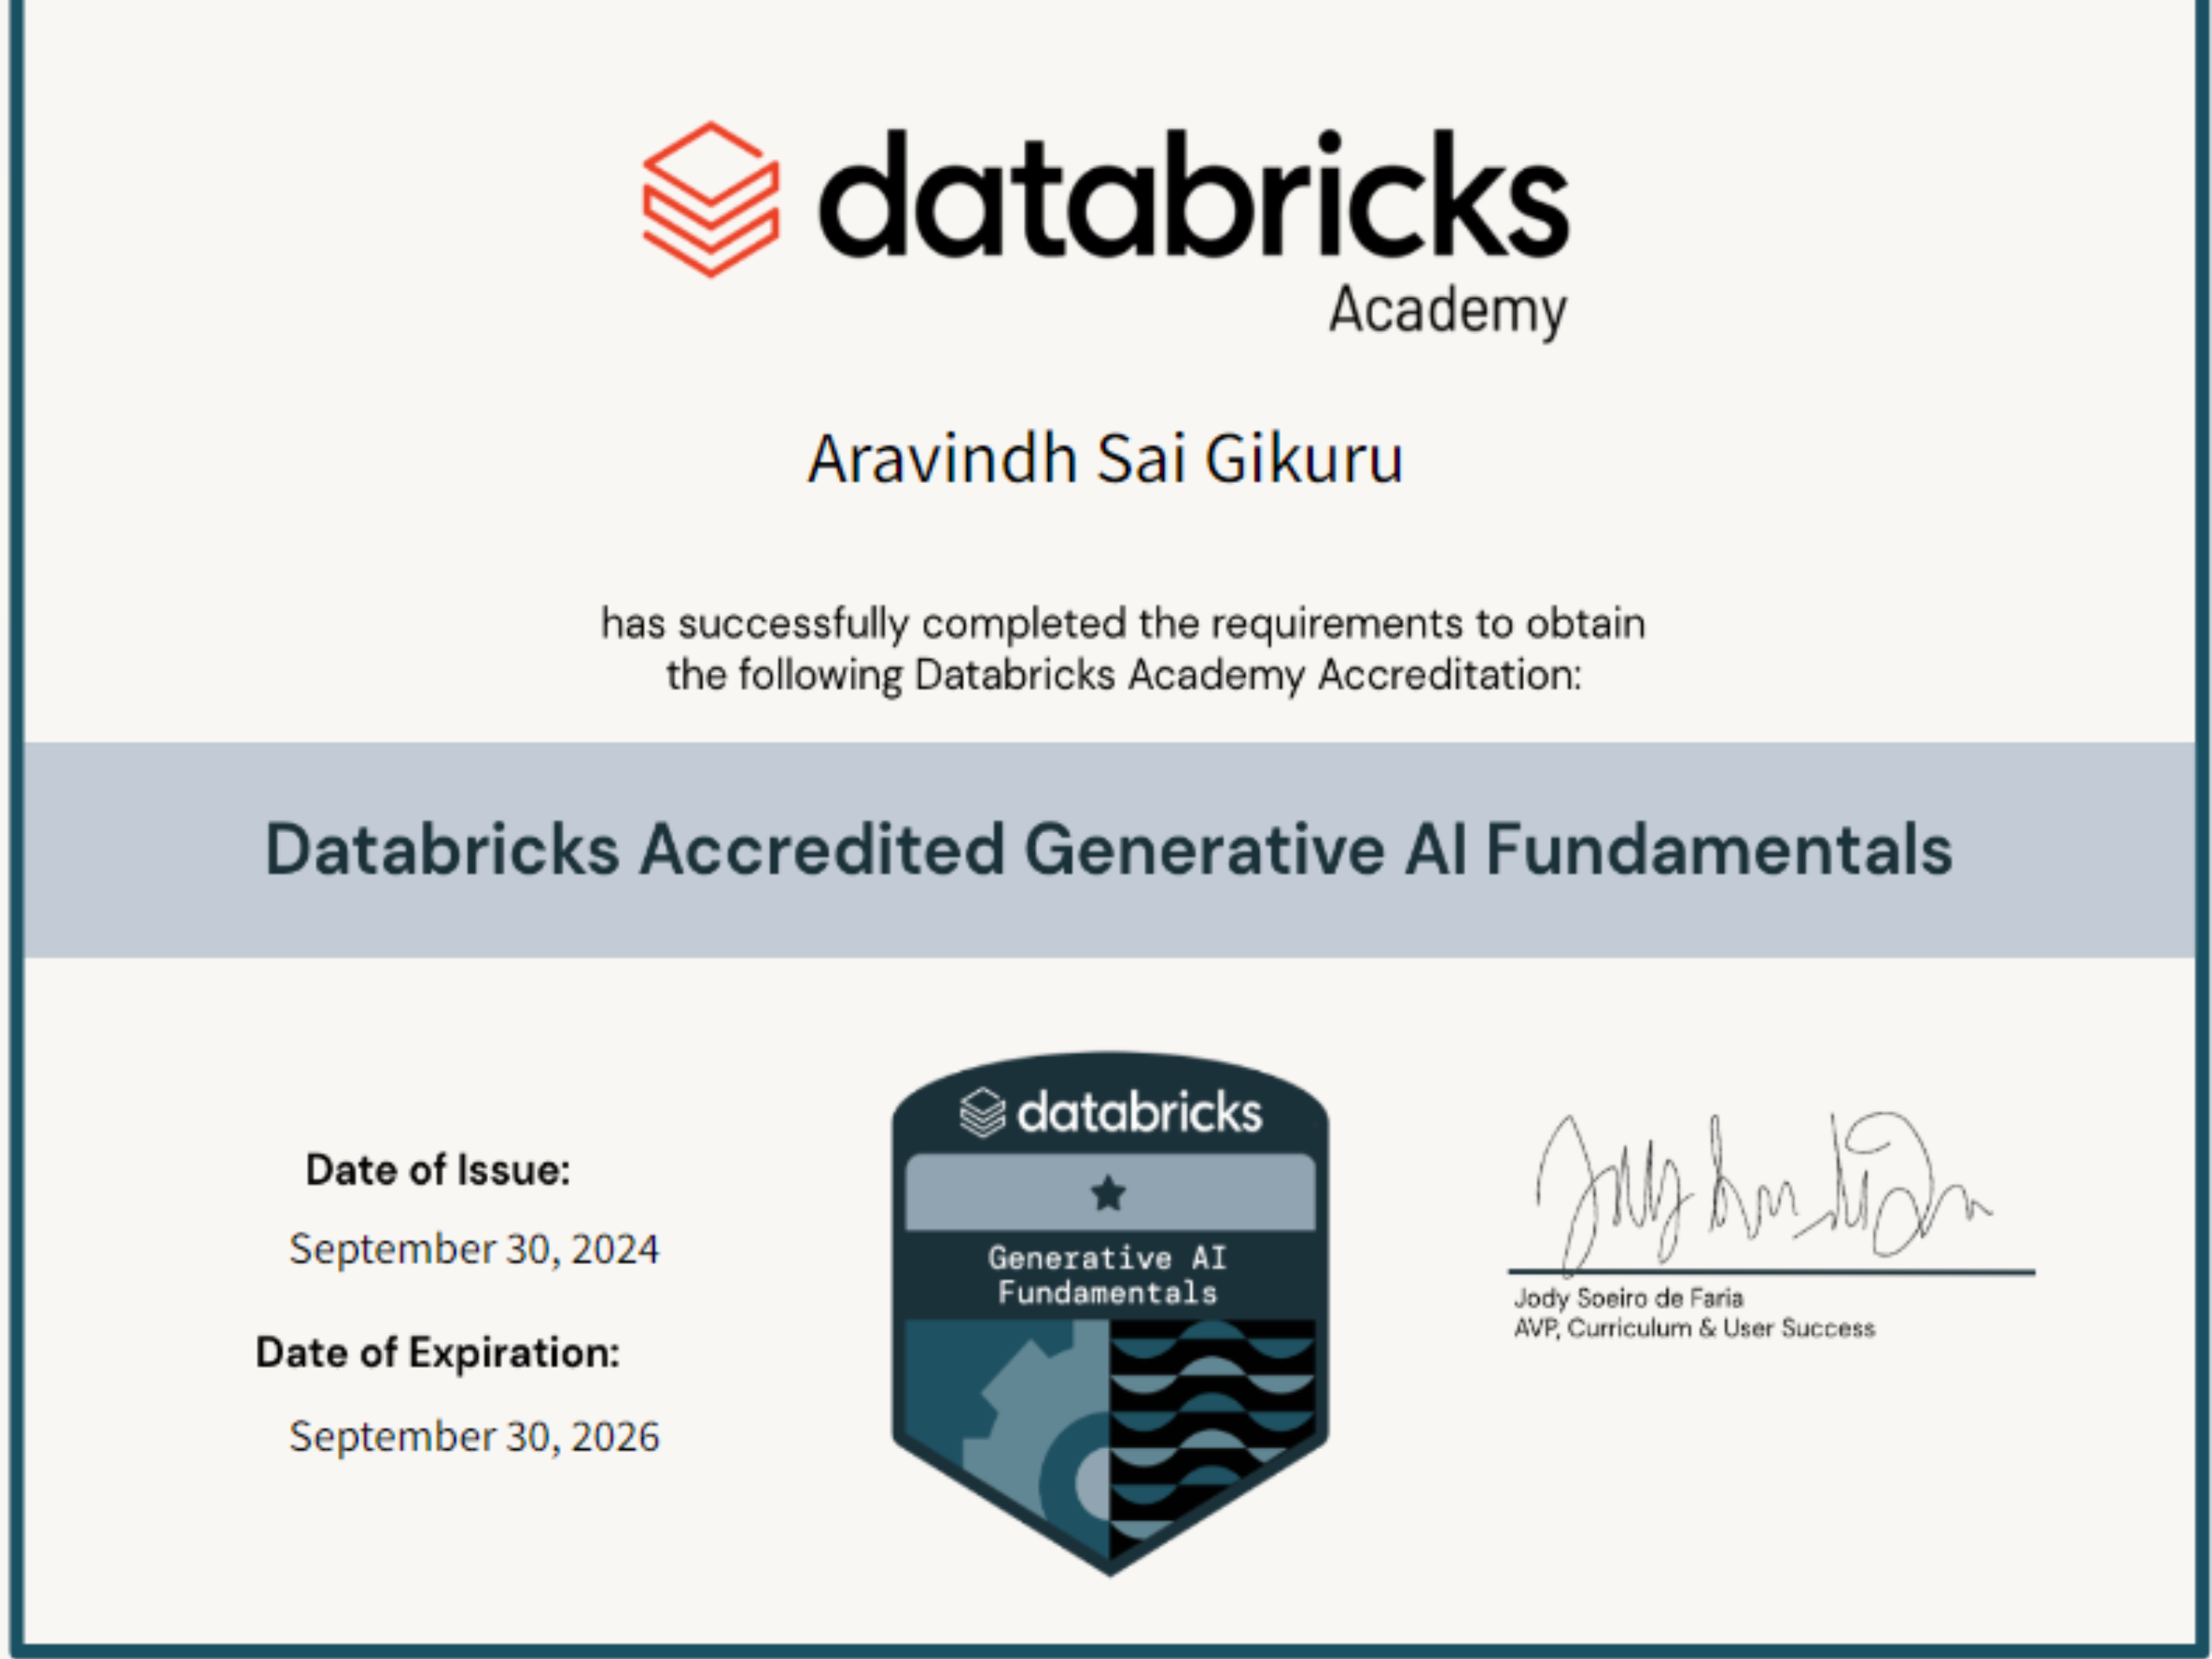 databricks
Academy
Aravindh Sai Gikuru
has successfully completed the requirements to obtain
the following Databricks Academy Accreditation:
Databricks Accredited Generative AI Fundamentals
Date of Issue:
September 30, 2024
Date of Expiration:
September 30, 2026
databricks
Generative AI
Fundamentals
Jody Soeiro de Faria
AVP, Curriculum & User Success